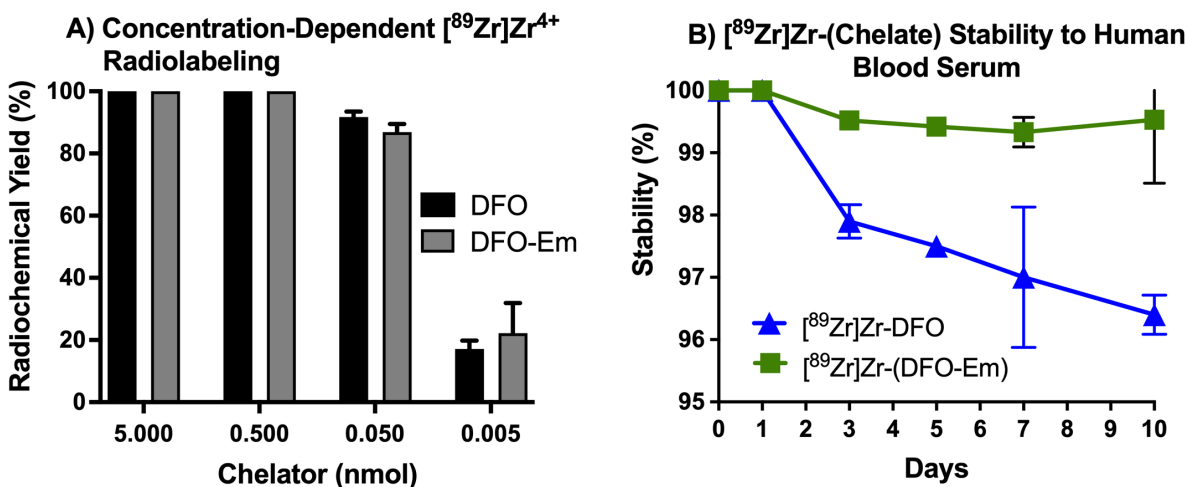 A) Concentration-Dependent [⁸⁹Zr]Zr⁴⁺
Radiolabeling
Radiochemical Yield (%)
100
80
60
40
20
0
5.000 0.500 0.050 0.005
Chelator (nmol)
DFO
DFO-Em
B) [⁸⁹Zr]Zr-(Chelate) Stability to Human
Blood Serum
Stability (%)
100
99
98
97
96
95
0 1 2 3 4 5 6 7 8 9 10
Days
[⁸⁹Zr]Zr-DFO
[⁸⁹Zr]Zr-(DFO-Em)